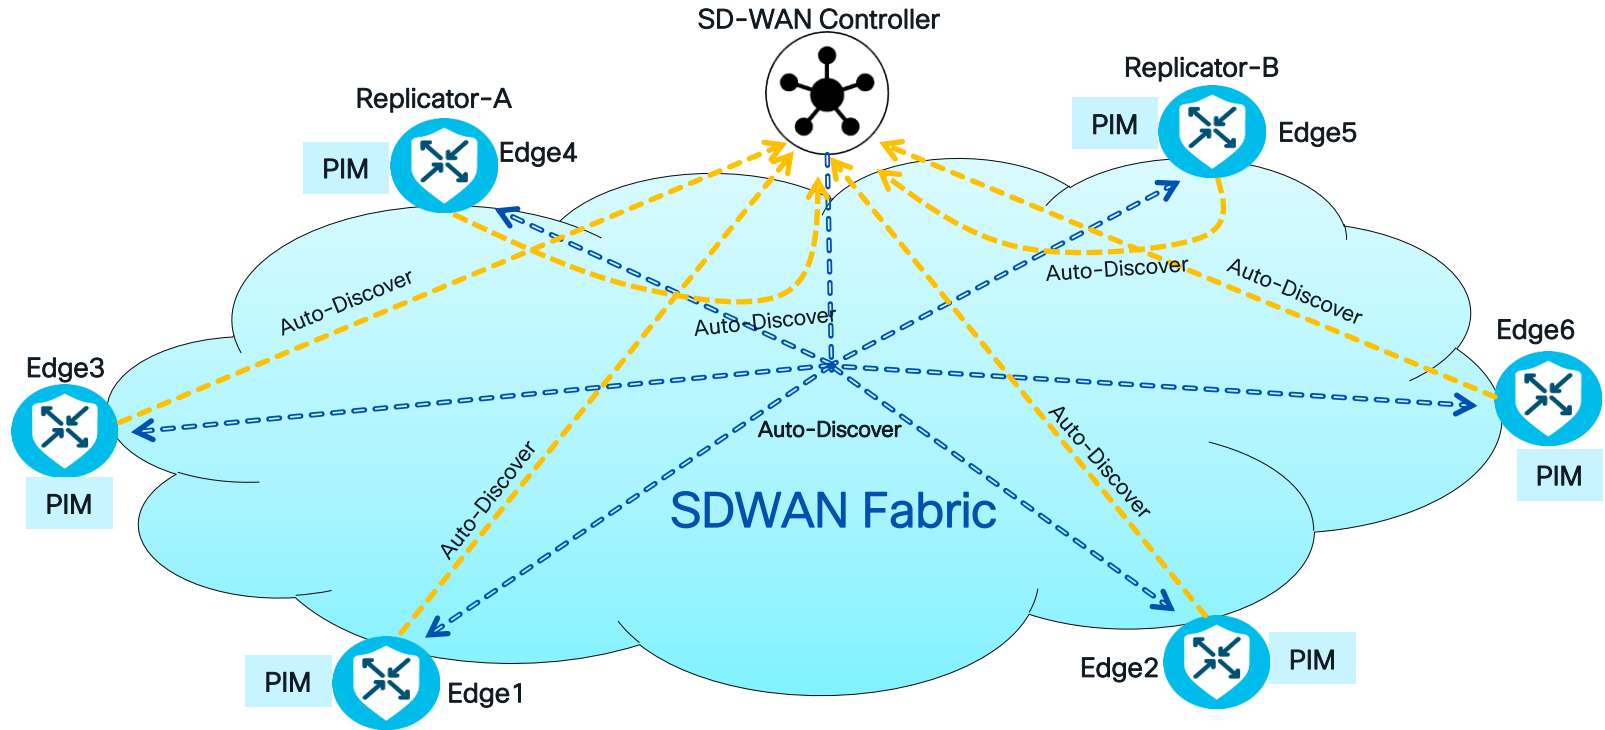 SD-WAN Controller
Replicator-B
Replicator-A
PIM
Edge5
Edge4
PIM
Auto-Discover
Auto-Discover
Auto-Discover
Auto-Discover
Edge6
Edge3
Auto-Discover
Auto-Discover
Auto-Discover
PIM
PIM
SDWAN Fabric
PIM
Edge1
Edge2
PIM